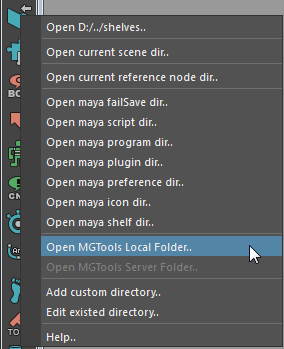 Open D:/../shelves..
Open current scene dir..
Open current reference node dir..
Open maya failSave dir..
Open maya script dir..
Open maya program dir..
Open maya plugin dir..
Open maya preference dir..
Open maya icon dir..
Open maya shelf dir..
Open MGTools Local Folder..
Open MGTools Server Folder..
Add custom directory..
Edit existed directory..
Help..